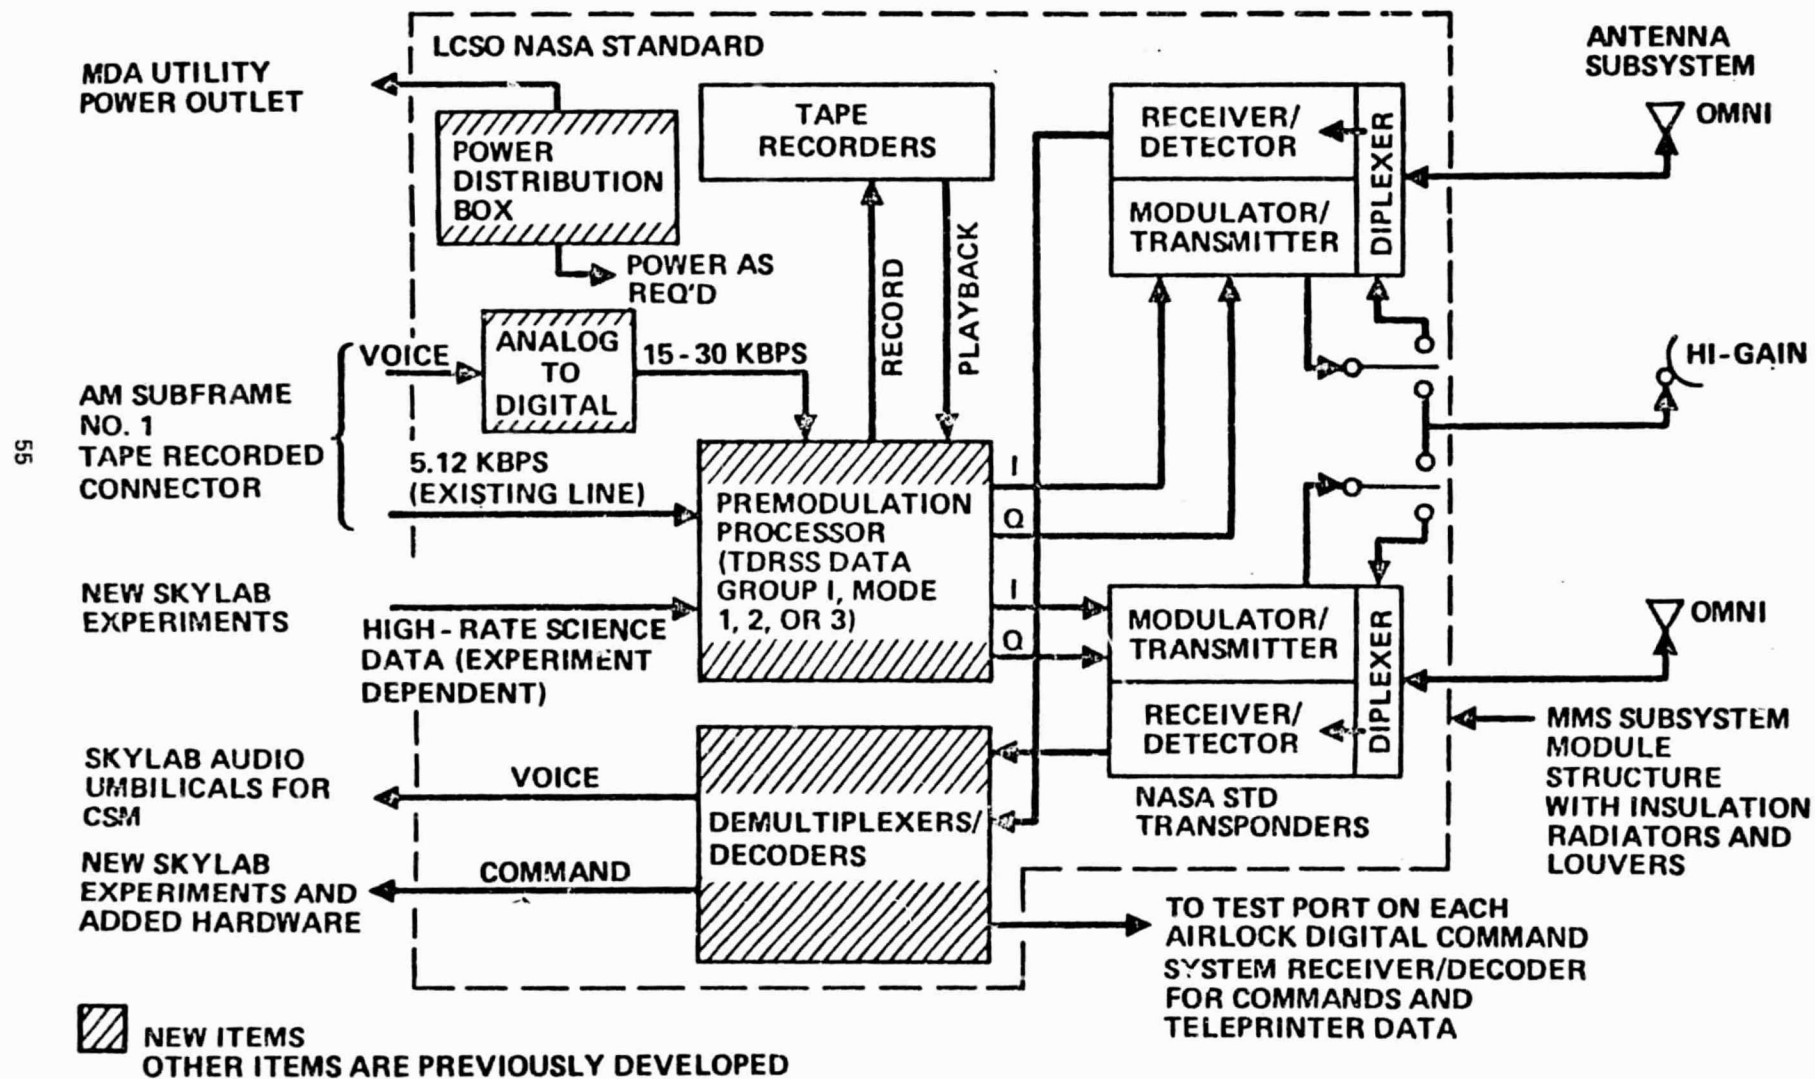 LCSO NASA STANDARD
MDA UTILITY
POWER OUTLET
POWER
DISTRIBUTION
BOX
POWER AS
REQ'D
TAPE
RECORDERS
RECORD
PLAYBACK
RECEIVER/
DETECTOR
MODULATOR/
TRANSMITTER
DIPLEXER
ANTENNA
SUBSYSTEM
OMNI
HI-GAIN
AM SUBFRAME
NO. 1
TAPE RECORDED
CONNECTOR
VOICE
ANALOG
TO
DIGITAL
15-30 KBPS
5.12 KBPS
(EXISTING LINE)
55
NEW SKYLAB
EXPERIMENTS
HIGH-RATE SCIENCE
DATA (EXPERIMENT
DEPENDENT)
PREMODULATION
PROCESSOR
(TDRSS DATA
GROUP I, MODE
1, 2, OR 3)
I
Q
I
Q
MODULATOR/
TRANSMITTER
RECEIVER/
DETECTOR
DIPLEXER
NASA STD
TRANSPONDERS
OMNI
MMS SUBSYSTEM
MODULE
STRUCTURE
WITH INSULATION
RADIATORS AND
LOUVERS
SKYLAB AUDIO
UMBILICALS FOR
CSM
VOICE
NEW SKYLAB
EXPERIMENTS AND
ADDED HARDWARE
COMMAND
DEMULTIPLEXERS/
DECODERS
TO TEST PORT ON EACH
AIRLOCK DIGITAL COMMAND
SYSTEM RECEIVER/DECODER
FOR COMMANDS AND
TELEPRINTER DATA
NEW ITEMS
OTHER ITEMS ARE PREVIOUSLY DEVELOPED